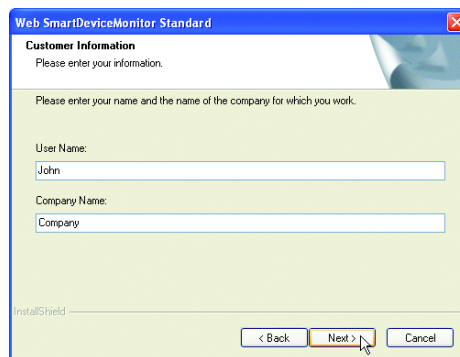 Web SmartDeviceMonitor Standard
Customer Information
Please enter your information.
Please enter your name and the name of the company for which you work.
User Name:
John
Company Name:
Company
InstallShield
< Back Next > Cancel